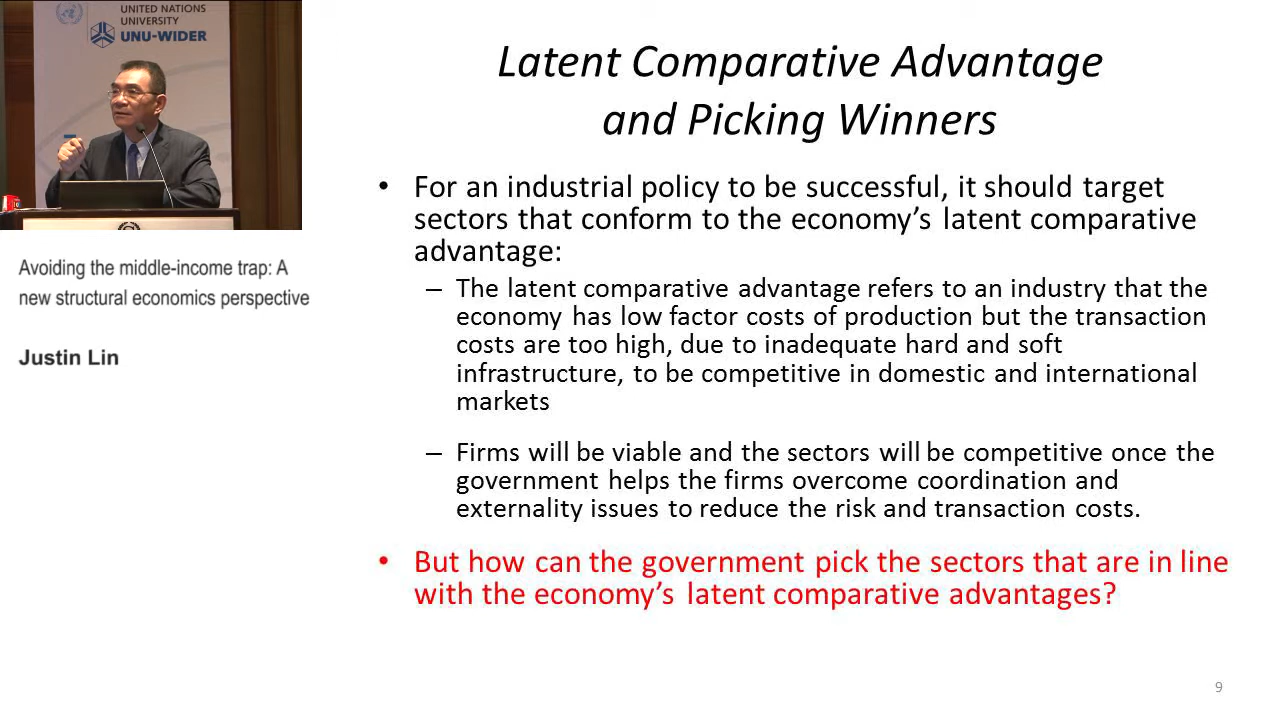 UNITED NATIONS
UNIVERSITY
UNU-WIDER
Avoiding the middle-income trap: A
new structural economics perspective
Justin Lin
Latent Comparative Advantage
and Picking Winners
• For an industrial policy to be successful, it should target
sectors that conform to the economy’s latent comparative
advantage:
– The latent comparative advantage refers to an industry that the
economy has low factor costs of production but the transaction
costs are too high, due to inadequate hard and soft
infrastructure, to be competitive in domestic and international
markets
– Firms will be viable and the sectors will be competitive once the
government helps the firms overcome coordination and
externality issues to reduce the risk and transaction costs.
• But how can the government pick the sectors that are in line
with the economy’s latent comparative advantages?
9